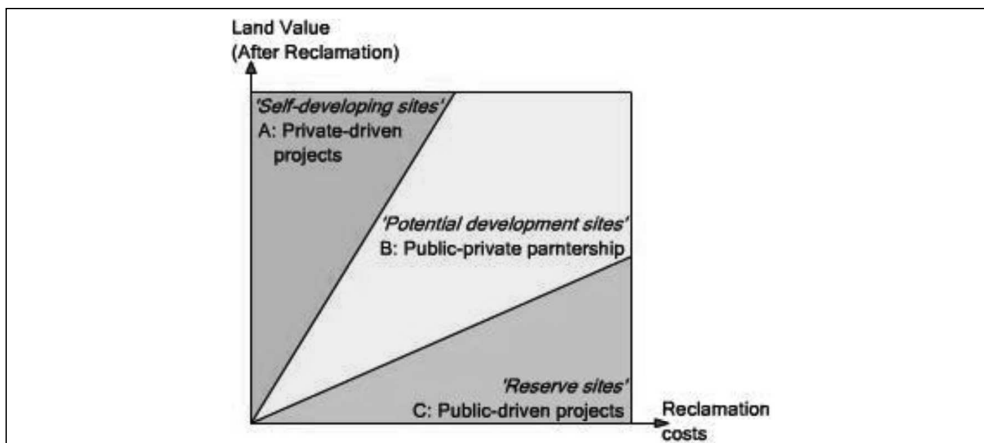 Land Value
(After Reclamation)
'Self-developing sites'
A: Private-driven
projects
'Potential development sites'
B: Public-private parntership
'Reserve sites'
C: Public-driven projects
Reclamation
costs